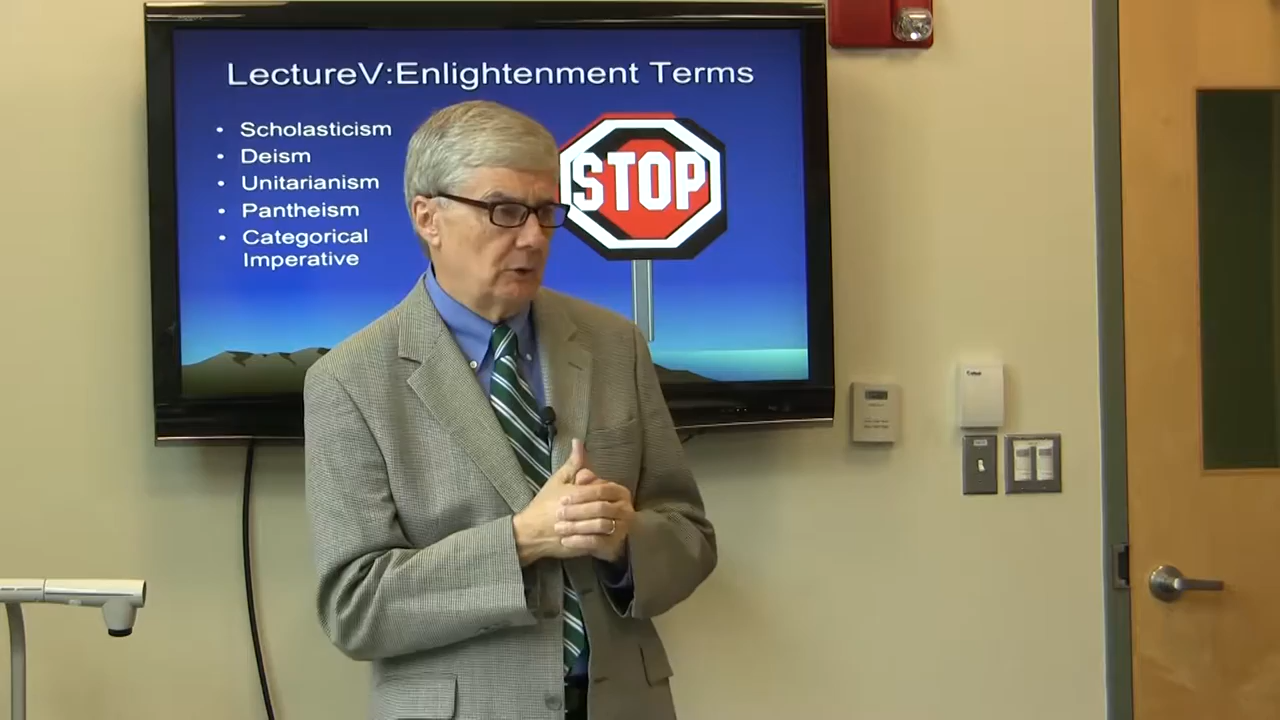 LectureV:Enlightenment Terms
• Scholasticism
• Deism
• Unitarianism
• Pantheism
• Categorical
Imperative
STOP